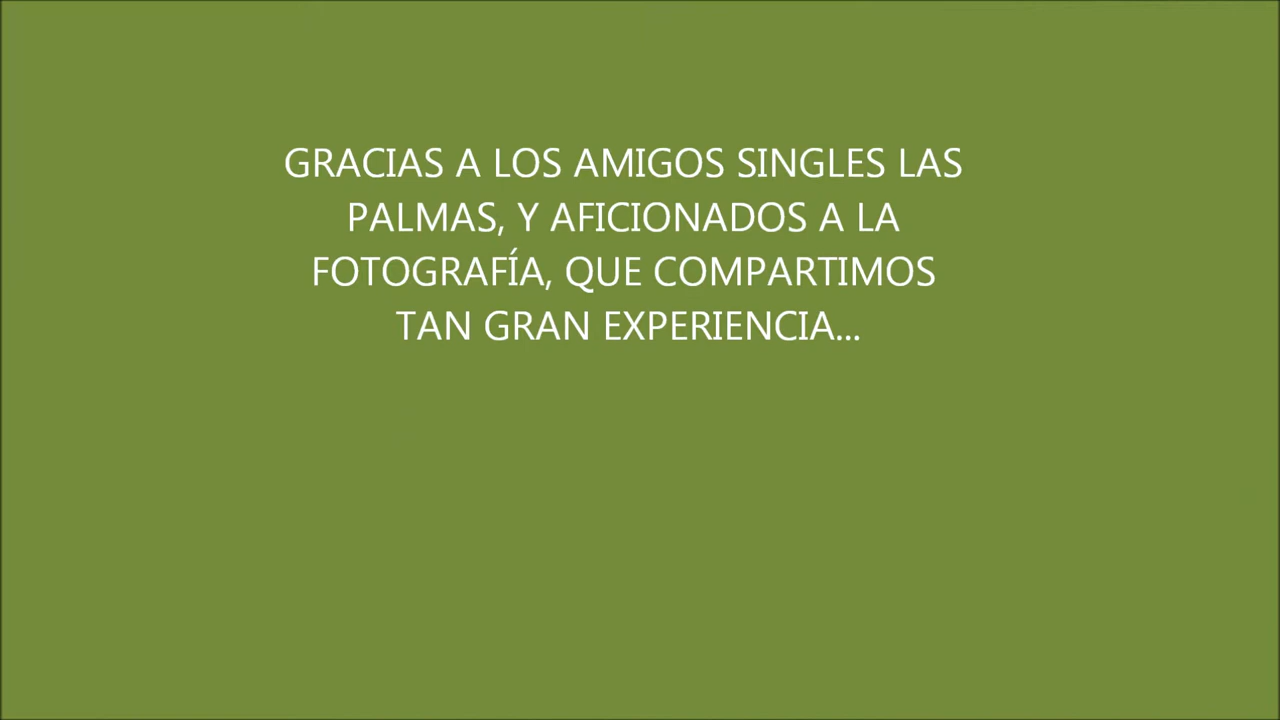 GRACIAS A LOS AMIGOS SINGLES LAS
PALMAS, Y AFICIONADOS A LA
FOTOGRAFÍA, QUE COMPARTIMOS
TAN GRAN EXPERIENCIA...